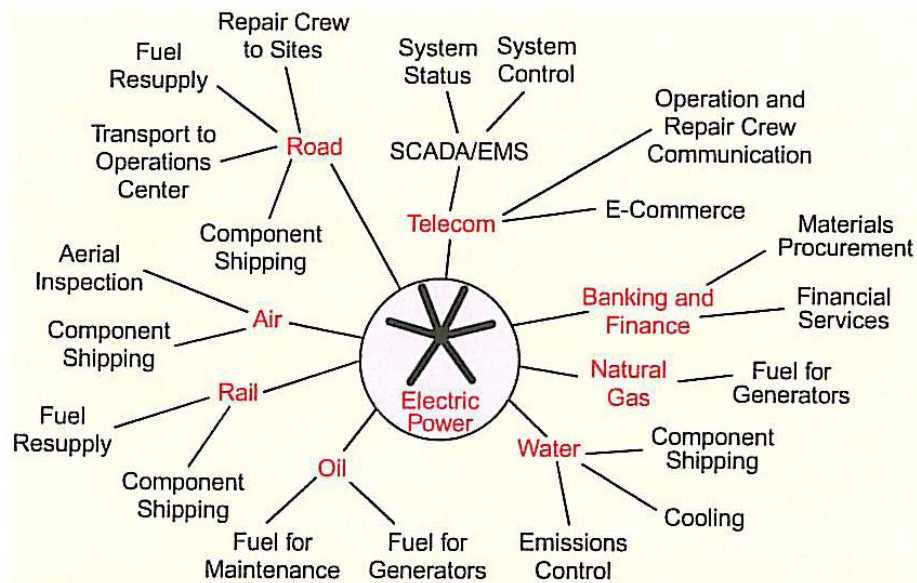 Repair Crew
to Sites
Fuel
Resupply
Transport to
Operations
Center
Road
Component
Shipping
System
Status
System
Control
SCADA/EMS
Operation and
Repair Crew
Communication
Telecom
E-Commerce
Materials
Procurement
Banking and
Finance
Financial
Services
Aerial
Inspection
Air
Component
Shipping
Natural
Gas
Fuel for
Generators
Rail
Fuel
Resupply
Component
Shipping
Electric
Power
Water
Component
Shipping
Cooling
Emissions
Control
Oil
Fuel for
Maintenance
Fuel for
Generators